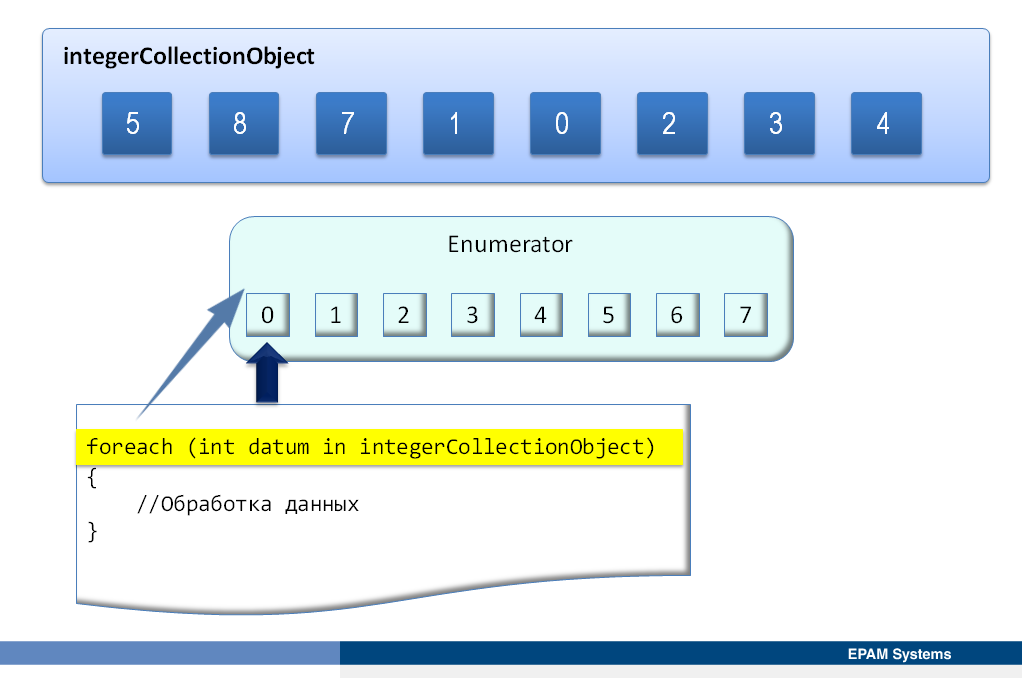 integerCollectionObject
5 8 7 1 0 2 3 4
Enumerator
0 1 2 3 4 5 6 7
foreach (int datum in integerCollectionObject)
{
//Обработка данных
}
EPAM Systems